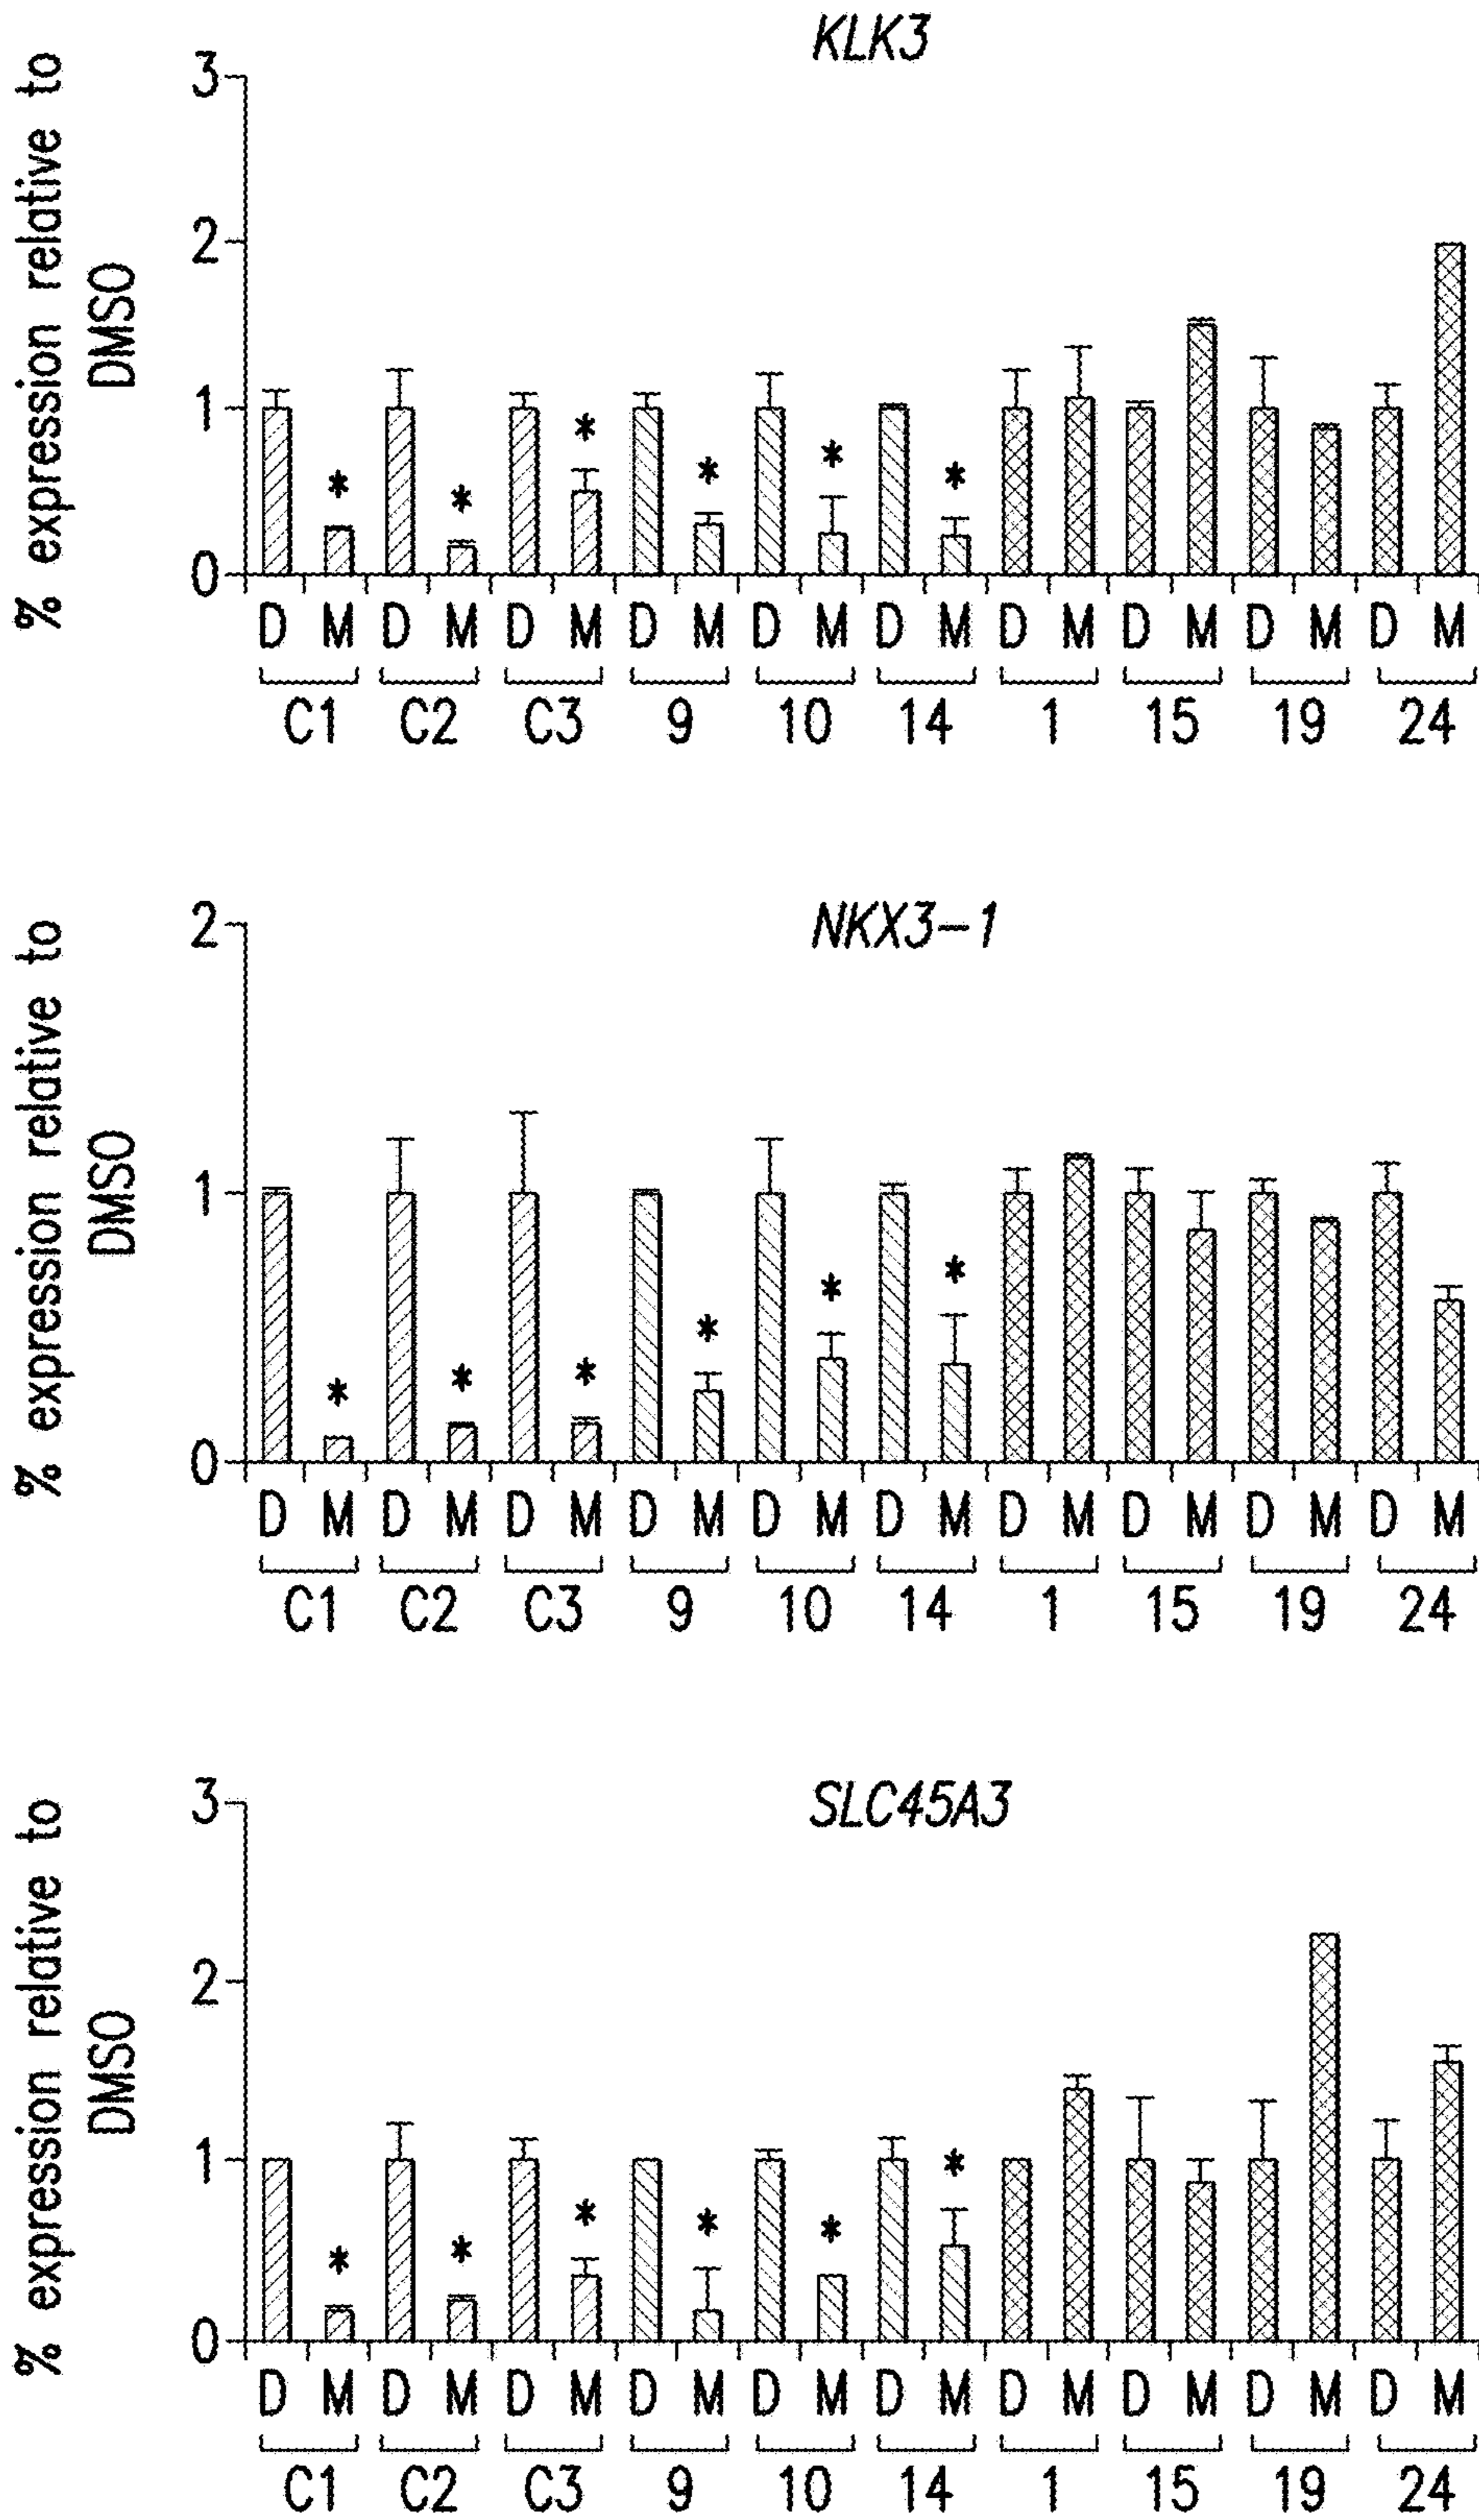 KLK3
% expression relative to
DMSO
3
2
1
0
* * * * * *
D M D M D M D M D M D M D M D M D M D M
C1 C2 C3 9 10 14 1 15 19 24
NKX3-1
% expression relative to
DMSO
2
1
0
* * * * * *
D M D M D M D M D M D M D M D M D M D M
C1 C2 C3 9 10 14 1 15 19 24
SLC45A3
% expression relative to
DMSO
3
2
1
0
* * * * * *
D M D M D M D M D M D M D M D M D M D M
C1 C2 C3 9 10 14 1 15 19 24